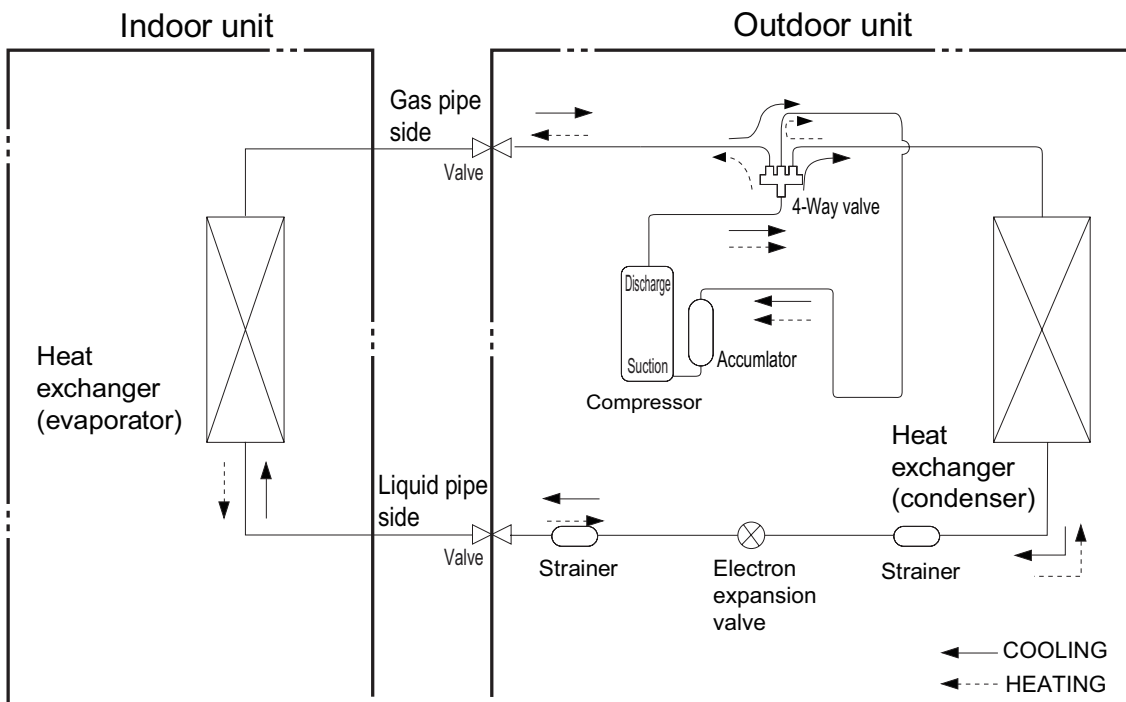 Indoor unit
Outdoor unit
Gas pipe
side
Valve
4-Way valve
Discharge
Suction
Accumlator
Compressor
Heat
exchanger
(evaporator)
Heat
exchanger
(condenser)
Liquid pipe
side
Valve
Strainer
Electron
expansion
valve
Strainer
COOLING
HEATING